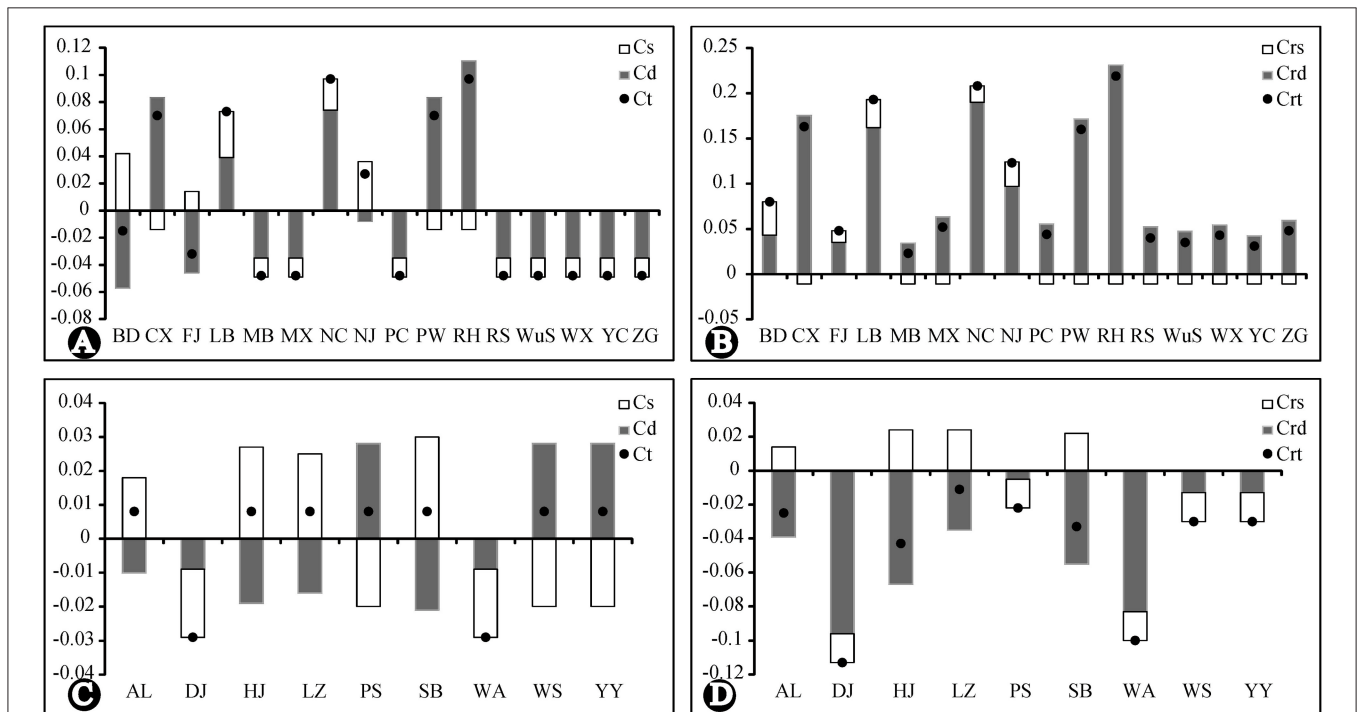 0.12
0.1
0.08
0.06
0.04
0.02
0
-0.02
-0.04
-0.06
-0.08
Cs
Cd
Ct
BD CX FJ LB MB MX NC NJ PC PW RH RS WuS WX YC ZG
A
0.25
0.2
0.15
0.1
0.05
0
-0.05
Crs
Crd
Crt
BD CX FJ LB MB MX NC NJ PC PW RH RS WuS WX YC ZG
B
0.04
0.03
0.02
0.01
0
-0.01
-0.02
-0.03
-0.04
Cs
Cd
Ct
AL DJ HJ LZ PS SB WA WS YY
C
0.04
0.02
0
-0.02
-0.04
-0.06
-0.08
-0.1
-0.12
Crs
Crd
Crt
AL DJ HJ LZ PS SB WA WS YY
D